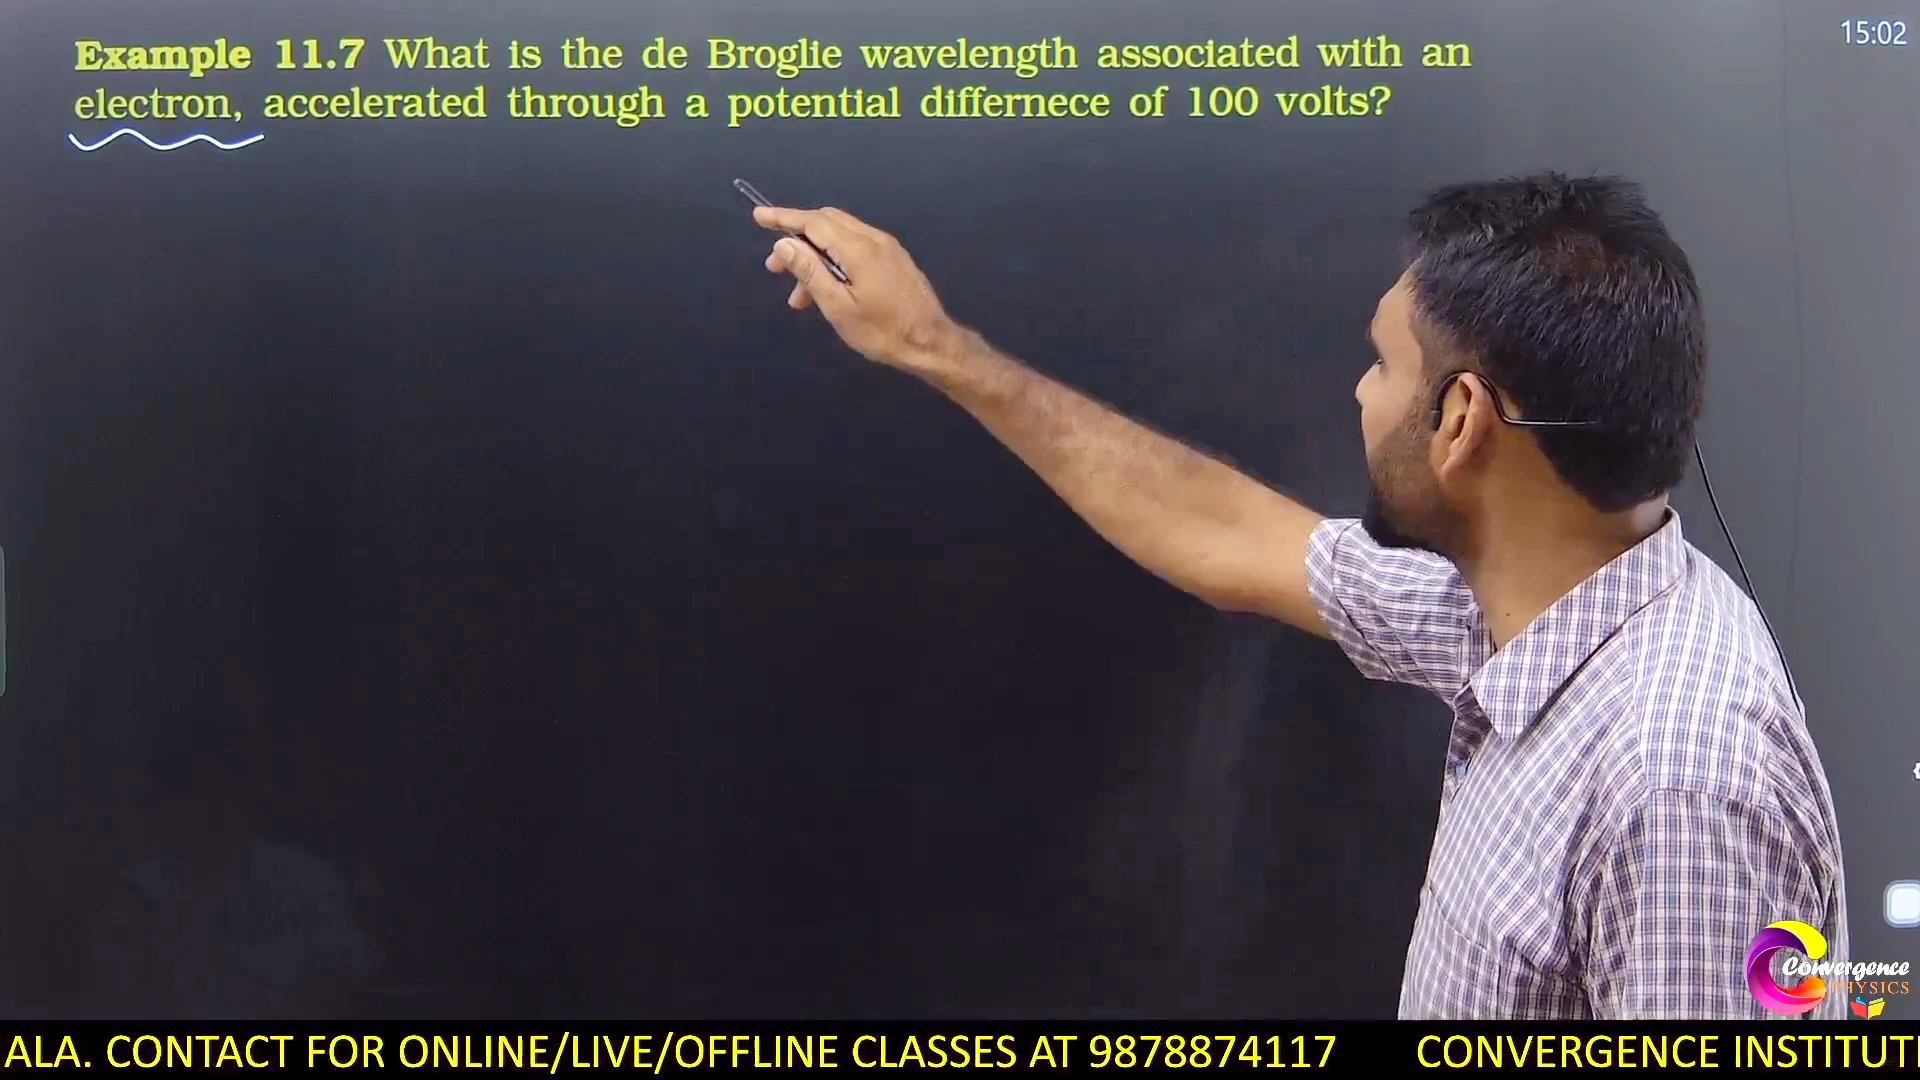 15:02
Example 11.7 What is the de Broglie wavelength associated with an
electron, accelerated through a potential differnece of 100 volts?
Convergence
PHYSICS
ALA. CONTACT FOR ONLINE/LIVE/OFFLINE CLASSES AT 9878874117 CONVERGENCE INSTITUT